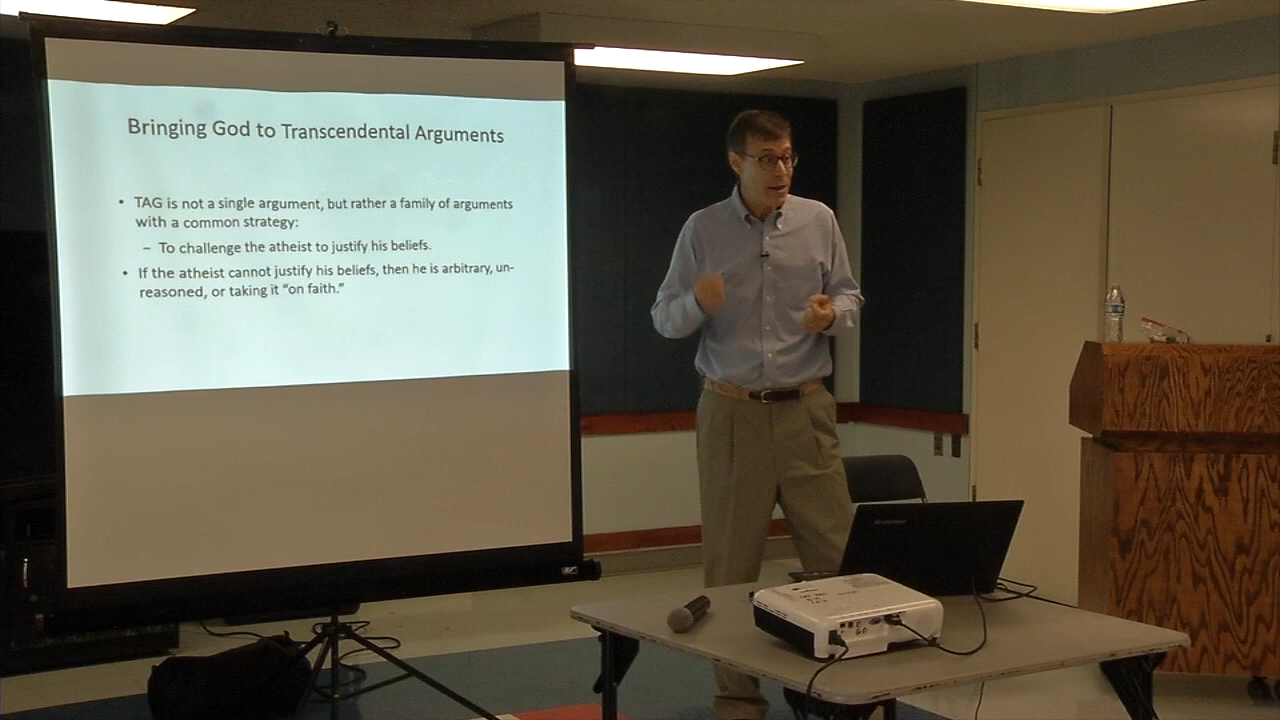 Bringing God to Transcendental Arguments
• TAG is not a single argument, but rather a family of arguments
with a common strategy:
– To challenge the atheist to justify his beliefs.
• If the atheist cannot justify his beliefs, then he is arbitrary, un-
reasoned, or taking it “on faith.”
lenovo